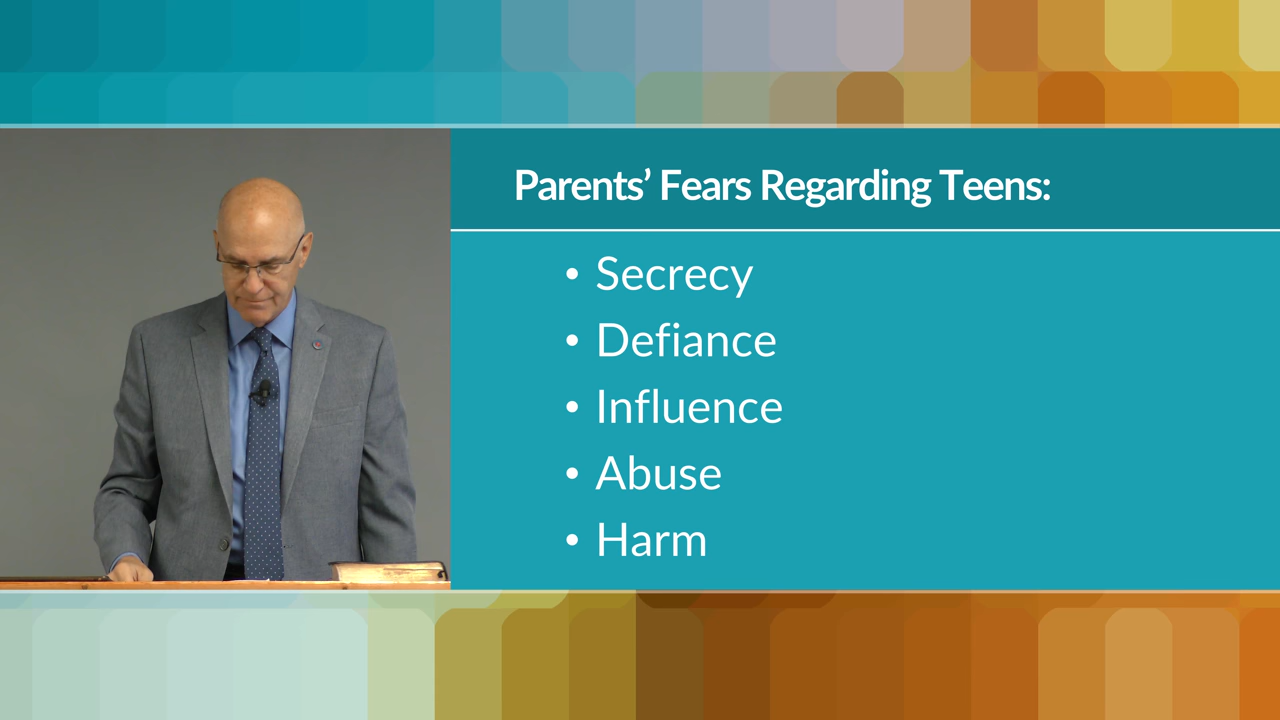 Parents’ Fears Regarding Teens:
• Secrecy
• Defiance
• Influence
• Abuse
• Harm